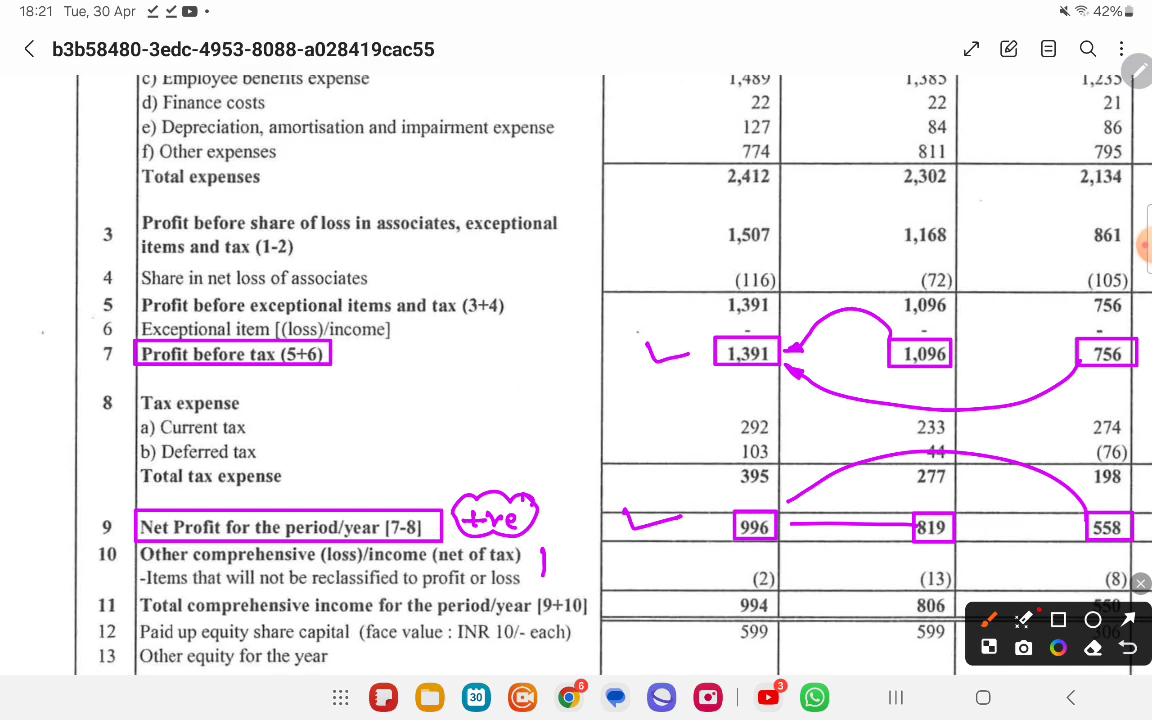 18:21 Tue, 30 Apr 42%
b3b58480-3edc-4953-8088-a028419cac55
c) Employee benefits expense 1,489 1,385 1,235
d) Finance costs 22 22 21
e) Depreciation, amortisation and impairment expense 127 84 86
f) Other expenses 774 811 795
Total expenses 2,412 2,302 2,134
Profit before share of loss in associates, exceptional
3 items and tax (1-2) 1,507 1,168 861
4 Share in net loss of associates (116) (72) (105)
5 Profit before exceptional items and tax (3+4) 1,391 1,096 756
6 Exceptional item [(loss)/income] - - -
7 Profit before tax (5+6) 1,391 1,096 756
8 Tax expense
a) Current tax 292 233 274
b) Deferred tax 103 44 (76)
Total tax expense 395 277 198
+ve
9 Net Profit for the period/year [7-8] 996 819 558
10 Other comprehensive (loss)/income (net of tax)
-Items that will not be reclassified to profit or loss (2) (13) (8)
11 Total comprehensive income for the period/year [9+10] 994 806 550
12 Paid up equity share capital (face value : INR 10/- each) 599 599 306
13 Other equity for the year
30 6 3